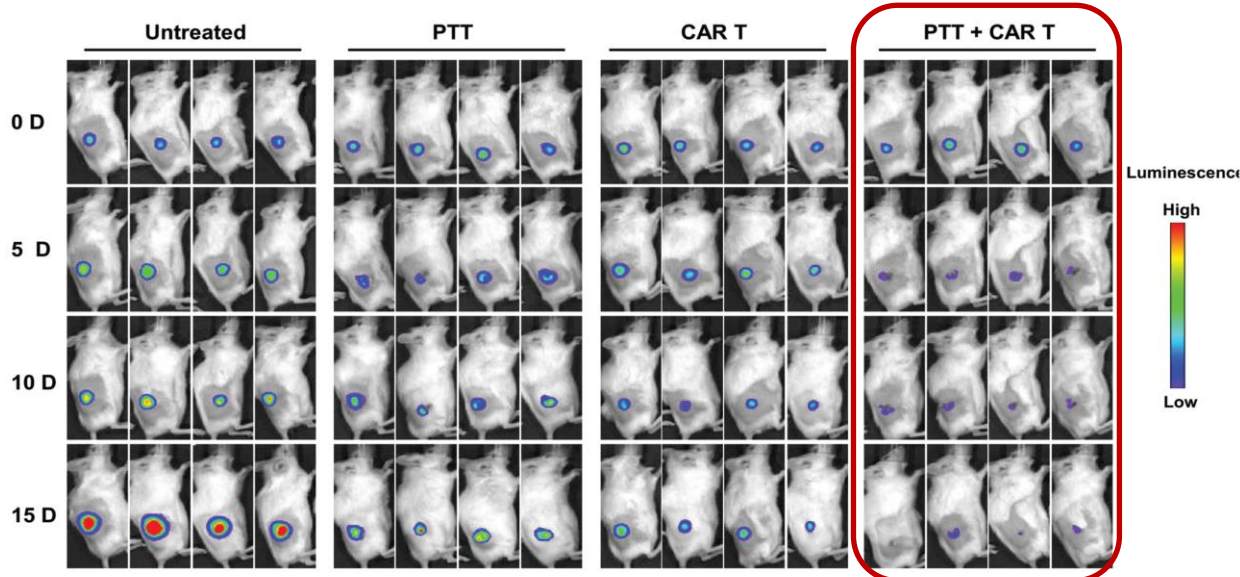 Untreated PTT CAR T PTT + CAR T
0 D
Luminescence
High
5 D
10 D
Low
15 D